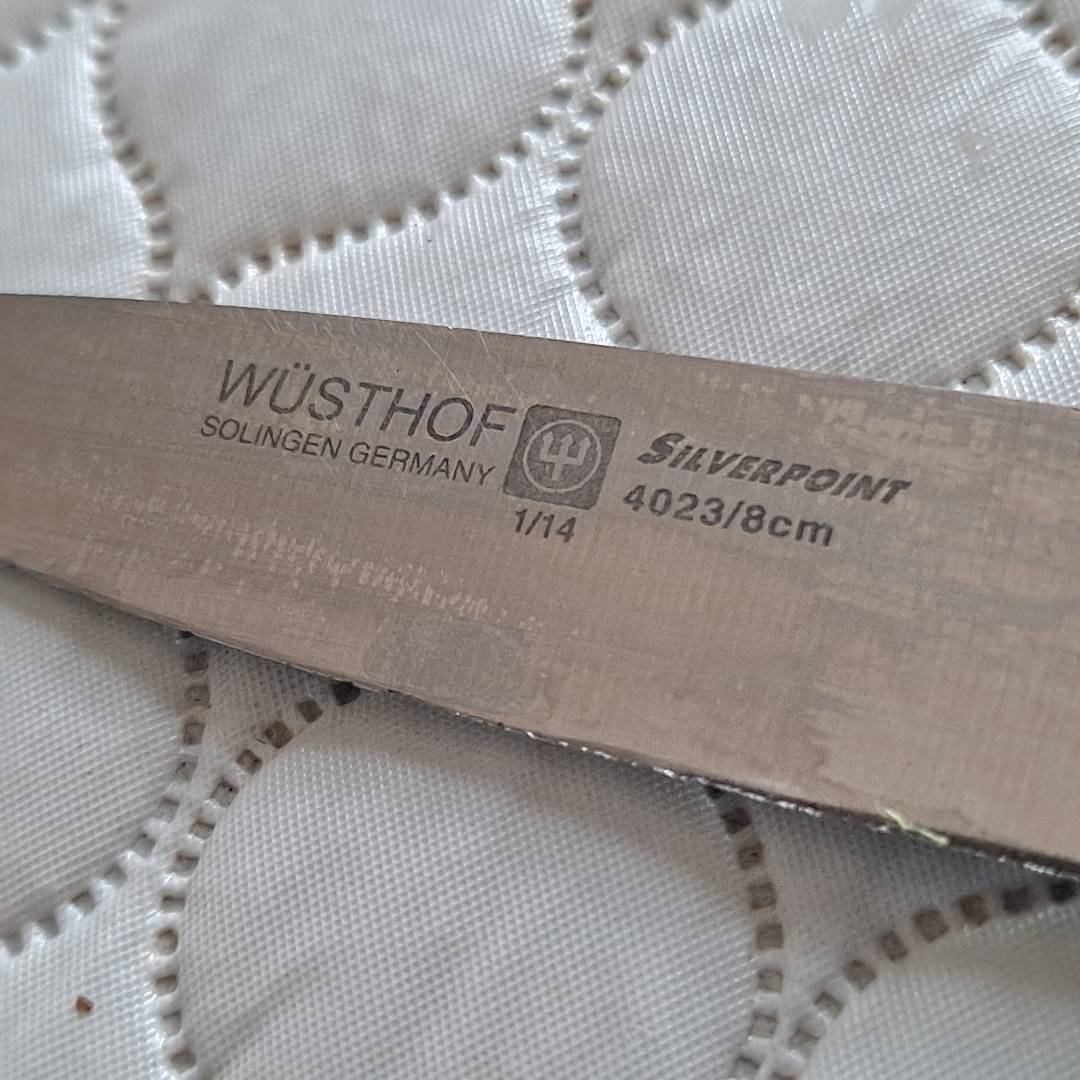 WÜSTHOF
SOLINGEN GERMANY
1/14
SILVERPOINT
4023/8cm